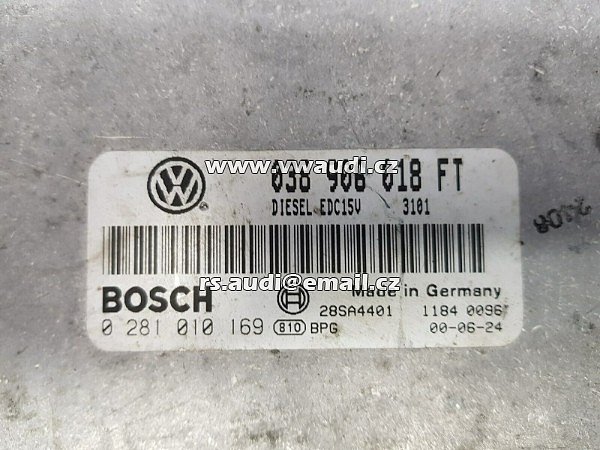 www.vwaudi.cz
038 906 018 FT
DIESEL EDC15V 3101
rs.audi@email.cz
BOSCH
Made in Germany
28SA4401 1184 0096
0 281 010 169 810 BPG 00-06-24
2108